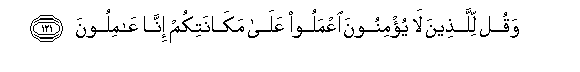 وَقُل لِّلَّذِينَ لَا يُؤْمِنُونَ ٱعْمَلُوا۟ عَلَىٰ مَكَانَتِكُمْ إِنَّا عَـٰمِلُونَ ١٢١